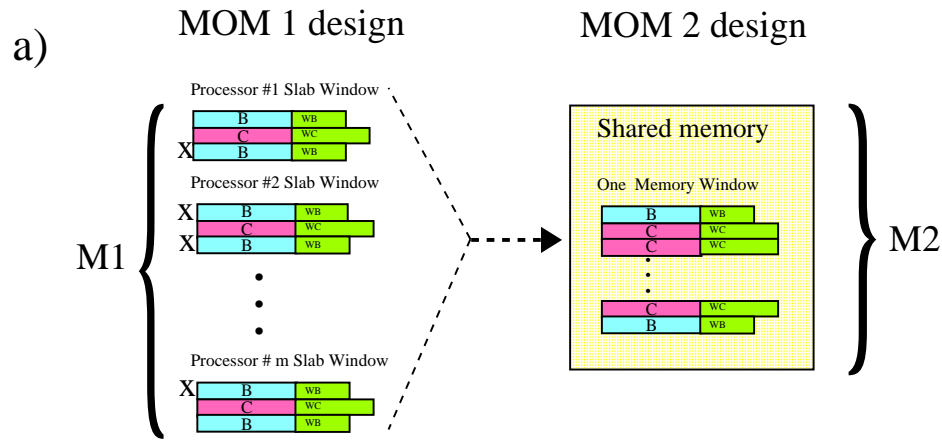 MOM 1 design
MOM 2 design
a)
Processor #1 Slab Window
B WB
C WC
X B WB
Processor #2 Slab Window
X B WB
C WC
X B WB
Processor # m Slab Window
X B WB
C WC
B WB
M1
Shared memory
One Memory Window
B WB
C WC
C WC
C WC
B WB
M2